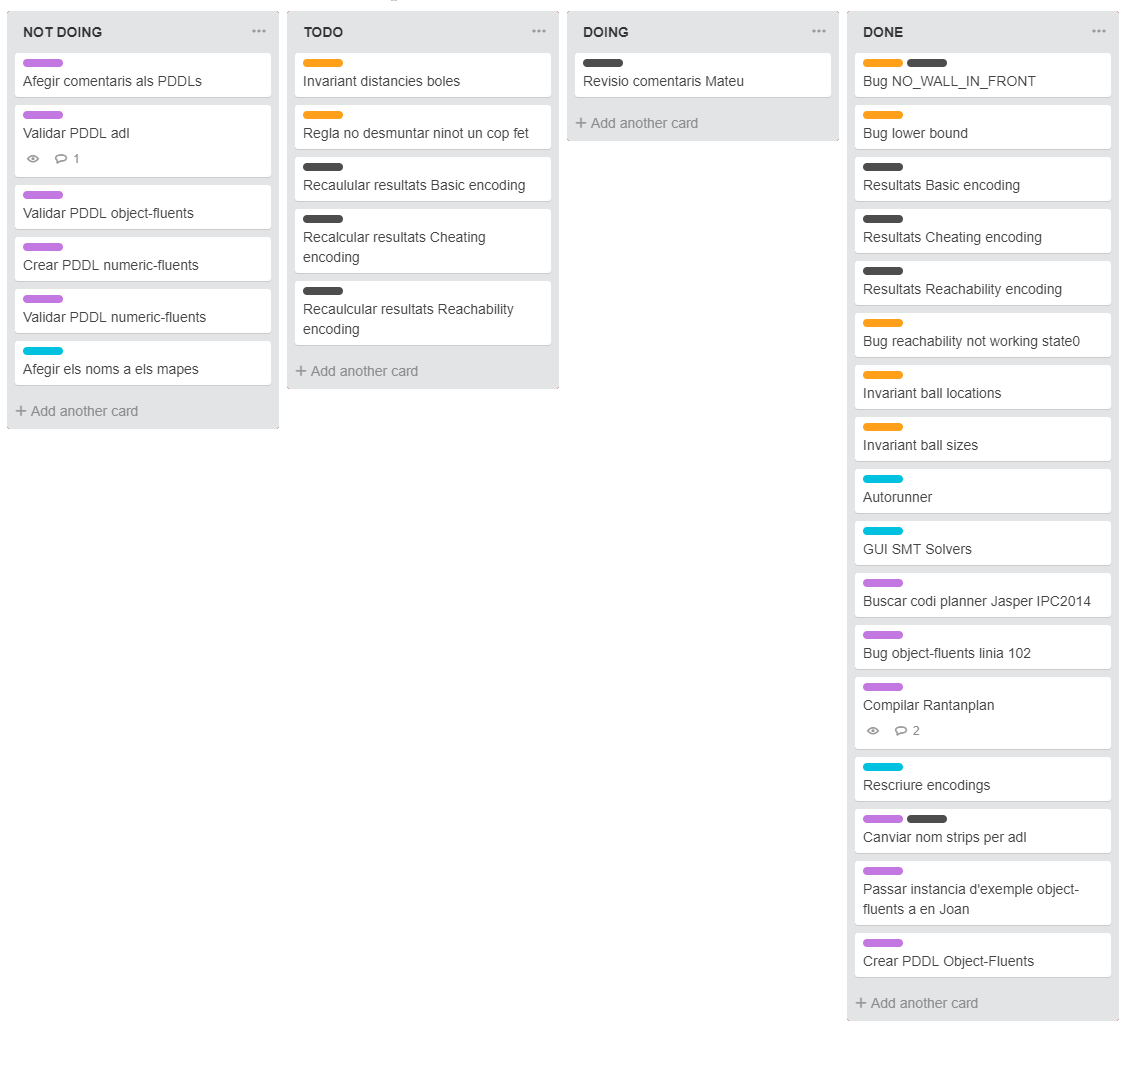 NOT DOING
Afegir comentaris als PDDLs
Validar PDDL adl
1
Validar PDDL object-fluents
Crear PDDL numeric-fluents
Validar PDDL numeric-fluents
Afegir els noms a els mapes
+ Add another card
TODO
Invariant distancies boles
Regla no desmuntar ninot un cop fet
Recaulular resultats Basic encoding
Recalcular resultats Cheating
encoding
Recaulcular resultats Reachability
encoding
+ Add another card
DOING
Revisio comentaris Mateu
+ Add another card
DONE
Bug NO_WALL_IN_FRONT
Bug lower bound
Resultats Basic encoding
Resultats Cheating encoding
Resultats Reachability encoding
Bug reachability not working state0
Invariant ball locations
Invariant ball sizes
Autorunner
GUI SMT Solvers
Buscar codi planner Jasper IPC2014
Bug object-fluents linia 102
Compilar Rantanplan
2
Rescriure encodings
Canviar nom strips per adl
Passar instancia d'exemple object-
fluents a en Joan
Crear PDDL Object-Fluents
+ Add another card